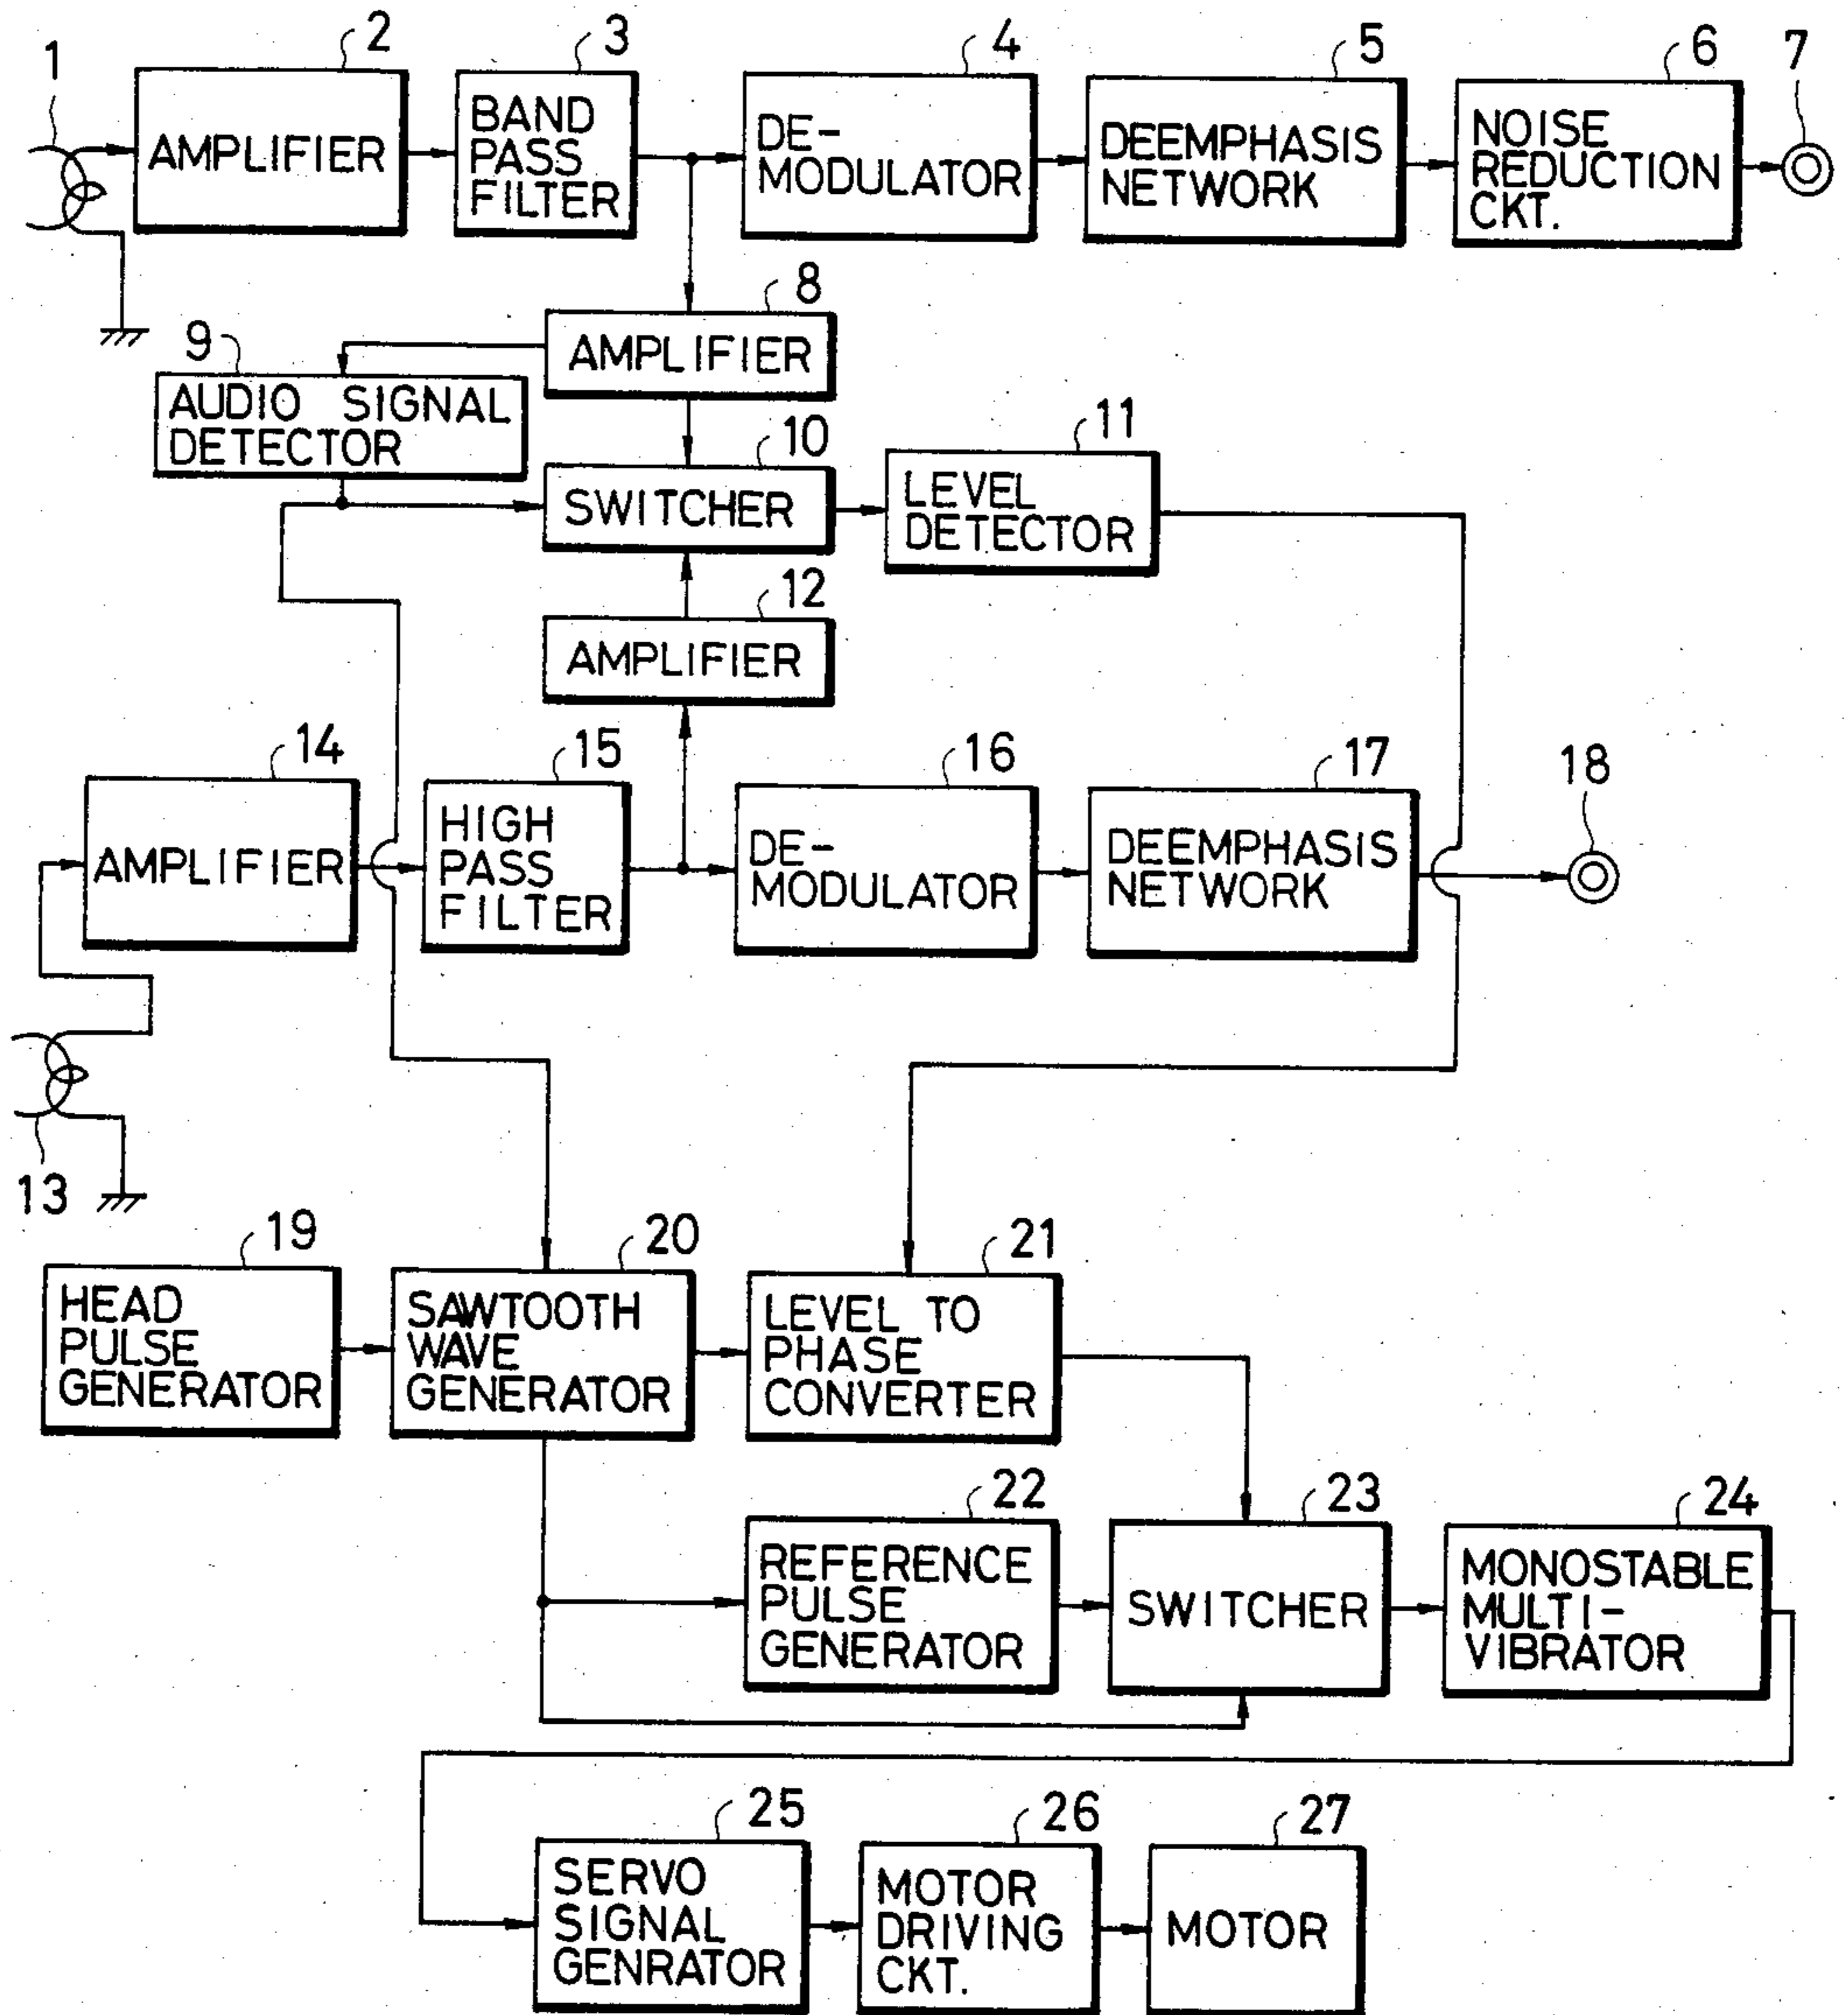 1
2
3
4
5
6
7
AMPLIFIER
BAND
PASS
FILTER
DE-
MODULATOR
DEEMPHASIS
NETWORK
NOISE
REDUCTION
CKT.
8
AMPLIFIER
9
AUDIO SIGNAL
DETECTOR
10
SWITCHER
11
LEVEL
DETECTOR
12
AMPLIFIER
14
AMPLIFIER
15
HIGH
PASS
FILTER
16
DE-
MODULATOR
17
DEEMPHASIS
NETWORK
18
13
19
HEAD
PULSE
GENERATOR
20
SAWTOOTH
WAVE
GENERATOR
21
LEVEL TO
PHASE
CONVERTER
22
REFERENCE
PULSE
GENERATOR
23
SWITCHER
24
MONOSTABLE
MULTI-
VIBRATOR
25
SERVO
SIGNAL
GENRATOR
26
MOTOR
DRIVING
CKT.
27
MOTOR